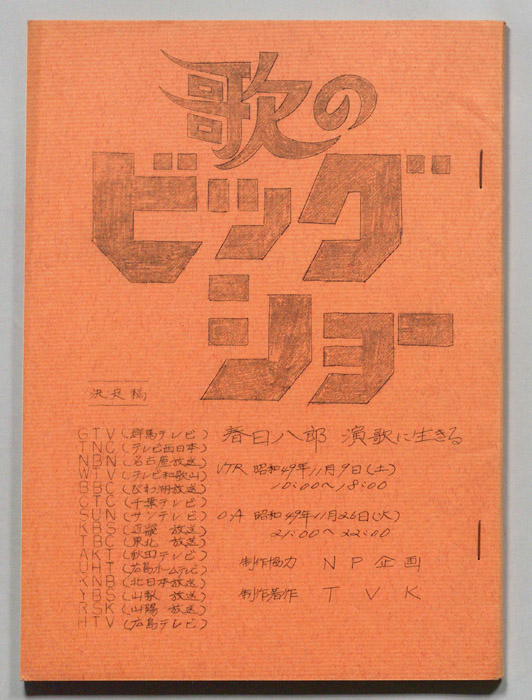 歌の
ビッグ
ショー
決定稿
GTV(群馬テレビ)
TNC(テレビ西日本)
NBN(名古屋放送)
WTV(テレビ和歌山)
BBC(びわ湖放送)
CTC(千葉テレビ)
SUN(サンテレビ)
KBS(近畿 放送)
TBC(東北 放送)
AKT(秋田テレビ)
UHT(広島ホームテレビ)
KNB(北日本放送)
YBS(山梨 放送)
RSK(山陽 放送)
HTV(広島テレビ)
春日八郎 演歌に生きる
VTR 昭和49年11月9日(土)
10:00〜18:00
O.A 昭和49年11月26日(火)
21:00〜22:00
制作協力 NP企画
制作著作 TVK